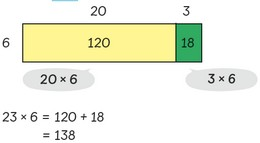 20 3
6 120 18
20 × 6 3 × 6
23 × 6 = 120 + 18
= 138